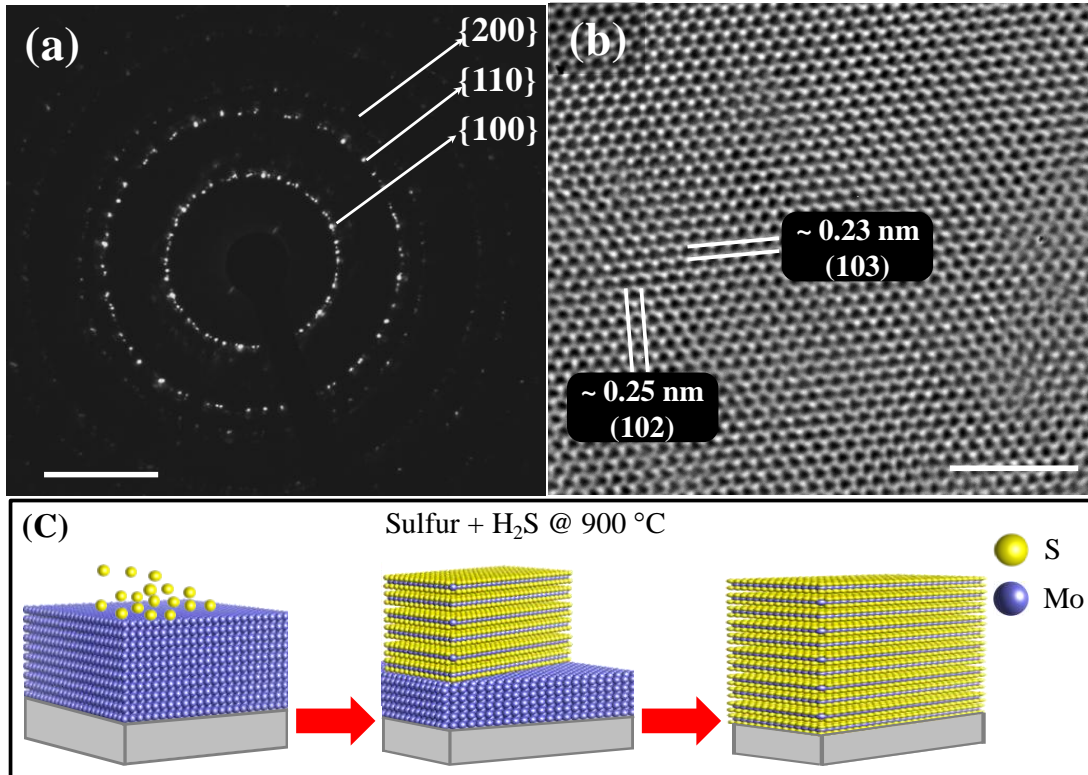 (a)
{200}
{110}
{100}
(b)
~ 0.23 nm
(103)
~ 0.25 nm
(102)
(C)
Sulfur + H₂S @ 900 °C
S
Mo